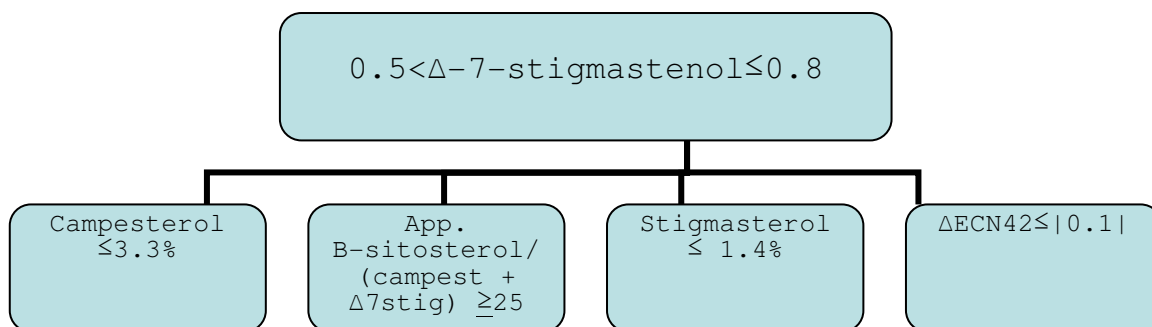 0.5<Δ-7-stigmastenol≤0.8
Campesterol
≤3.3%
App.
B-sitosterol/
(campest +
Δ7stig) ≥25
Stigmasterol
≤ 1.4%
ΔECN42≤|0.1|